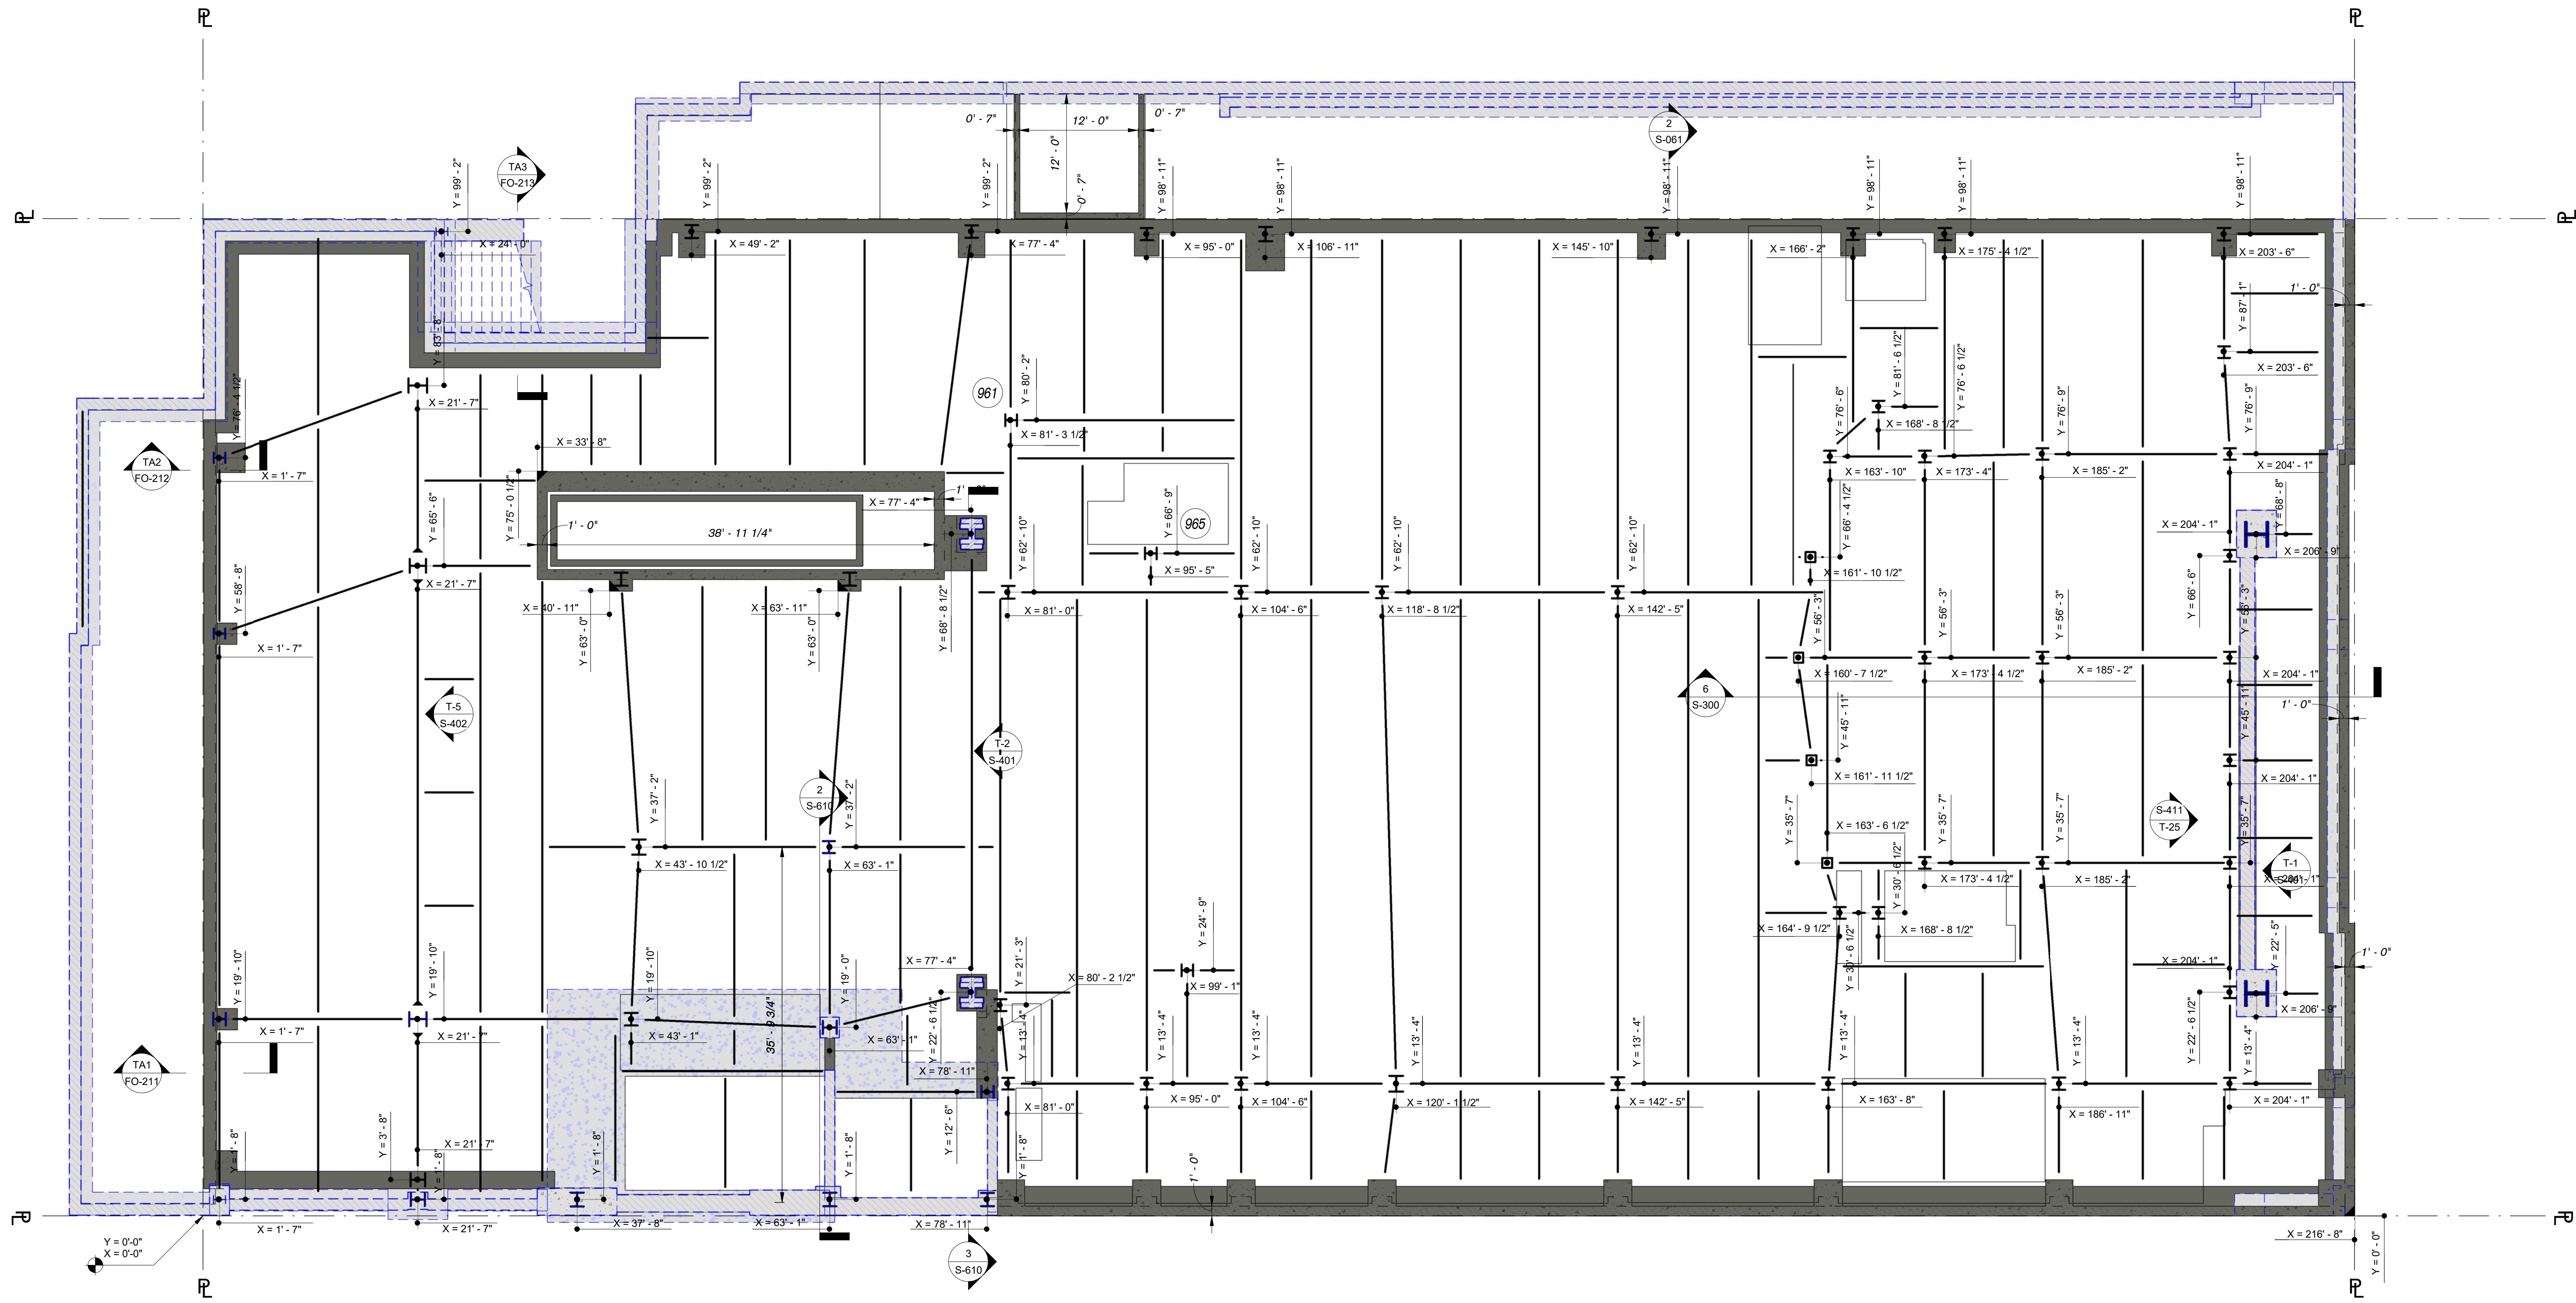 PL
PL
TA3
FO-213
0' - 7"
12' - 0"
0' - 7"
2
S-061
12' - 0"
0' - 7"
Y = 99' - 2"
Y = 99' - 2"
Y = 99' - 2"
Y = 98' - 11"
Y = 98' - 11"
Y = 98' - 11"
Y = 98' - 11"
Y = 98' - 11"
Y = 98' - 11"
PL
PL
X = 24' - 0"
X = 49' - 2"
X = 77' - 4"
X = 95' - 0"
X = 106' - 11"
X = 145' - 10"
X = 166' - 2"
X = 175' - 4 1/2"
X = 203' - 6"
1' - 0"
Y = 87' - 1"
Y = 83' - 8"
X = 203' - 6"
Y = 76' - 4 1/2"
X = 21' - 7"
961
Y = 80' - 2"
X = 81' - 3 1/2"
Y = 81' - 6 1/2"
Y = 76' - 6"
X = 168' - 8 1/2"
Y = 76' - 6 1/2"
Y = 76' - 9"
Y = 76' - 9"
X = 33' - 8"
TA2
FO-212
X = 1' - 7"
X = 163' - 10"
X = 173' - 4"
X = 185' - 2"
X = 204' - 1"
Y = 65' - 6"
Y = 75' - 0 1/2"
1' - 0"
38' - 11 1/4"
X = 77' - 4"
Y = 66' - 9"
965
Y = 66' - 4 1/2"
X = 204' - 1"
Y = 68' - 8"
X = 206' - 9"
Y = 58' - 8"
X = 21' - 7"
Y = 62' - 10"
X = 95' - 5"
Y = 62' - 10"
Y = 62' - 10"
Y = 62' - 10"
X = 161' - 10 1/2"
Y = 66' - 6"
X = 40' - 11"
X = 63' - 11"
Y = 68' - 8 1/2"
X = 81' - 0"
X = 104' - 6"
X = 118' - 8 1/2"
X = 142' - 5"
Y = 56' - 3"
Y = 56' - 3"
Y = 56' - 3"
Y = 56' - 3"
Y = 63' - 0"
Y = 63' - 0"
X = 1' - 7"
X = 160' - 7 1/2"
X = 173' - 4 1/2"
X = 185' - 2"
X = 204' - 1"
6
S-300
T-5
S-402
T-2
S-401
1' - 0"
Y = 45' - 11"
Y = 45' - 11"
X = 161' - 11 1/2"
X = 204' - 1"
2
S-610
Y = 37' - 2"
Y = 37' - 2"
Y = 35' - 7"
X = 163' - 6 1/2"
Y = 35' - 7"
Y = 35' - 7"
S-411
T-25
Y = 35' - 7"
X = 43' - 10 1/2"
X = 63' - 1"
Y = 30' - 6 1/2"
X = 173' - 4 1/2"
X = 185' - 2"
T-1
X = 204' - 1"
X = 164' - 9 1/2"
X = 168' - 8 1/2"
Y = 30' - 6 1/2"
Y = 24' - 9"
Y = 22' - 5"
1' - 0"
X = 204' - 1"
Y = 19' - 10"
Y = 19' - 10"
Y = 19' - 10"
Y = 19' - 0"
X = 77' - 4"
Y = 21' - 3"
X = 80' - 2 1/2"
X = 99' - 1"
X = 206' - 9"
35' - 9 3/4"
X = 1' - 7"
X = 21' - 7"
X = 43' - 1"
X = 63' - 1"
Y = 22' - 6 1/2"
Y = 13' - 4"
Y = 13' - 4"
Y = 13' - 4"
Y = 13' - 4"
Y = 13' - 4"
Y = 13' - 4"
Y = 13' - 4"
Y = 22' - 6 1/2"
Y = 13' - 4"
TA1
FO-211
X = 78' - 11"
X = 81' - 0"
X = 95' - 0"
X = 104' - 6"
X = 120' - 1 1/2"
X = 142' - 5"
X = 163' - 8"
X = 186' - 11"
X = 204' - 1"
Y = 12' - 6"
Y = 1' - 8"
Y = 3' - 8"
X = 21' - 7"
Y = 1' - 8"
Y = 1' - 8"
Y = 1' - 8"
Y = 1' - 8"
1' - 0"
PL
PL
X = 1' - 7"
X = 21' - 7"
X = 37' - 8"
X = 63' - 1"
X = 78' - 11"
X = 216' - 8"
Y = 0' - 0"
Y = 0'-0"
X = 0'-0"
3
S-610
PL
PL